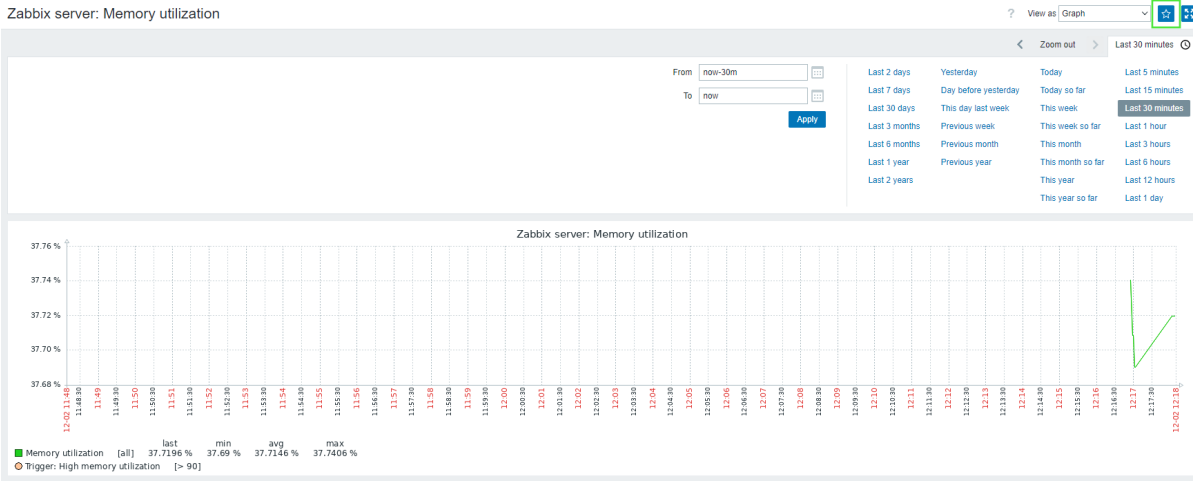 Zabbix server: Memory utilization
? View as Graph
Zoom out Last 30 minutes
From now-30m
To now
Apply
Last 2 days Yesterday Today Last 5 minutes
Last 7 days Day before yesterday Today so far Last 15 minutes
Last 30 days This day last week This week Last 30 minutes
Last 3 months Previous week This week so far Last 1 hour
Last 6 months Previous month This month Last 3 hours
Last 1 year Previous year This month so far Last 6 hours
Last 2 years This year Last 12 hours
This year so far Last 1 day
Zabbix server: Memory utilization
37.76 %
37.74 %
37.72 %
37.70 %
37.68 %
12-02 11:48 11:48:30 11:49 11:49:30 11:50 11:50:30 11:51 11:51:30 11:52 11:52:30 11:53 11:53:30 11:54 11:54:30 11:55 11:55:30 11:56 11:56:30 11:57 11:57:30 11:58 11:58:30 11:59 11:59:30 12:00 12:00:30 12:01 12:01:30 12:02 12:02:30 12:03 12:03:30 12:04 12:04:30 12:05 12:05:30 12:06 12:06:30 12:07 12:07:30 12:08 12:08:30 12:09 12:09:30 12:10 12:10:30 12:11 12:11:30 12:12 12:12:30 12:13 12:13:30 12:14 12:14:30 12:15 12:15:30 12:16 12:16:30 12:17 12:17:30 12-02 12:18
last min avg max
Memory utilization [all] 37.7196 % 37.69 % 37.7146 % 37.7406 %
Trigger: High memory utilization [> 90]